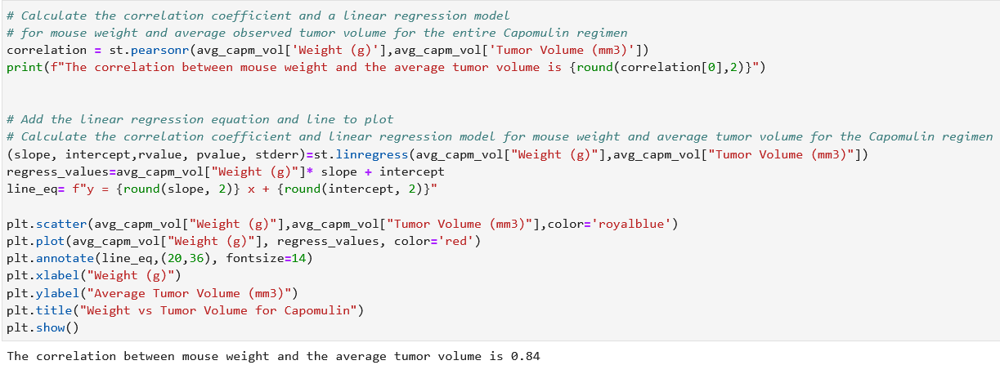 # Calculate the correlation coefficient and a linear regression model
# for mouse weight and average observed tumor volume for the entire Capomulin regimen
correlation = st.pearsonr(avg_capm_vol['Weight (g)'],avg_capm_vol['Tumor Volume (mm3)'])
print(f"The correlation between mouse weight and the average tumor volume is {round(correlation[0],2)}")
# Add the linear regression equation and line to plot
# Calculate the correlation coefficient and linear regression model for mouse weight and average tumor volume for the Capomulin regimen
(slope, intercept,rvalue, pvalue, stderr)=st.linregress(avg_capm_vol["Weight (g)"],avg_capm_vol["Tumor Volume (mm3)"])
regress_values=avg_capm_vol["Weight (g)"]* slope + intercept
line_eq= f"y = {round(slope, 2)} x + {round(intercept, 2)}"
plt.scatter(avg_capm_vol["Weight (g)"],avg_capm_vol["Tumor Volume (mm3)"],color='royalblue')
plt.plot(avg_capm_vol["Weight (g)"], regress_values, color='red')
plt.annotate(line_eq,(20,36), fontsize=14)
plt.xlabel("Weight (g)")
plt.ylabel("Average Tumor Volume (mm3)")
plt.title("Weight vs Tumor Volume for Capomulin")
plt.show()
The correlation between mouse weight and the average tumor volume is 0.84